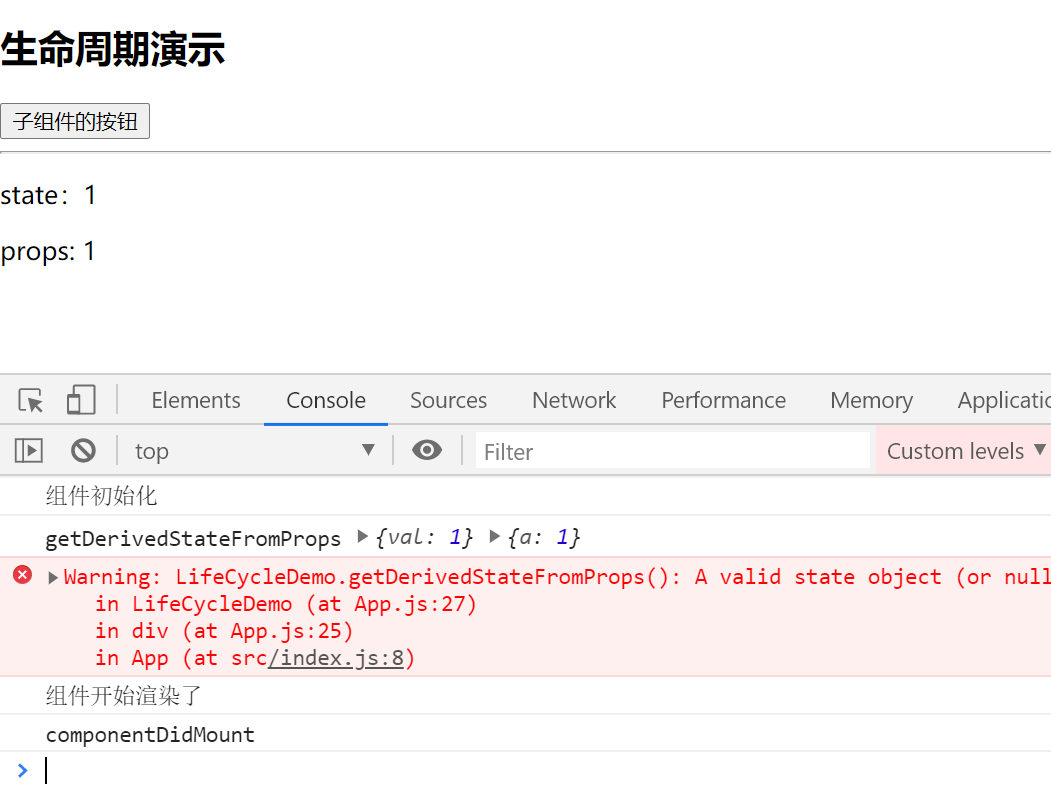 生命周期演示
子组件的按钮
state：1
props: 1
Elements Console Sources Network Performance Memory Applicatic
top Filter Custom levels
组件初始化
getDerivedStateFromProps {val: 1} {a: 1}
Warning: LifeCycleDemo.getDerivedStateFromProps(): A valid state object (or null
in LifeCycleDemo (at App.js:27)
in div (at App.js:25)
in App (at src/index.js:8)
组件开始渲染了
componentDidMount